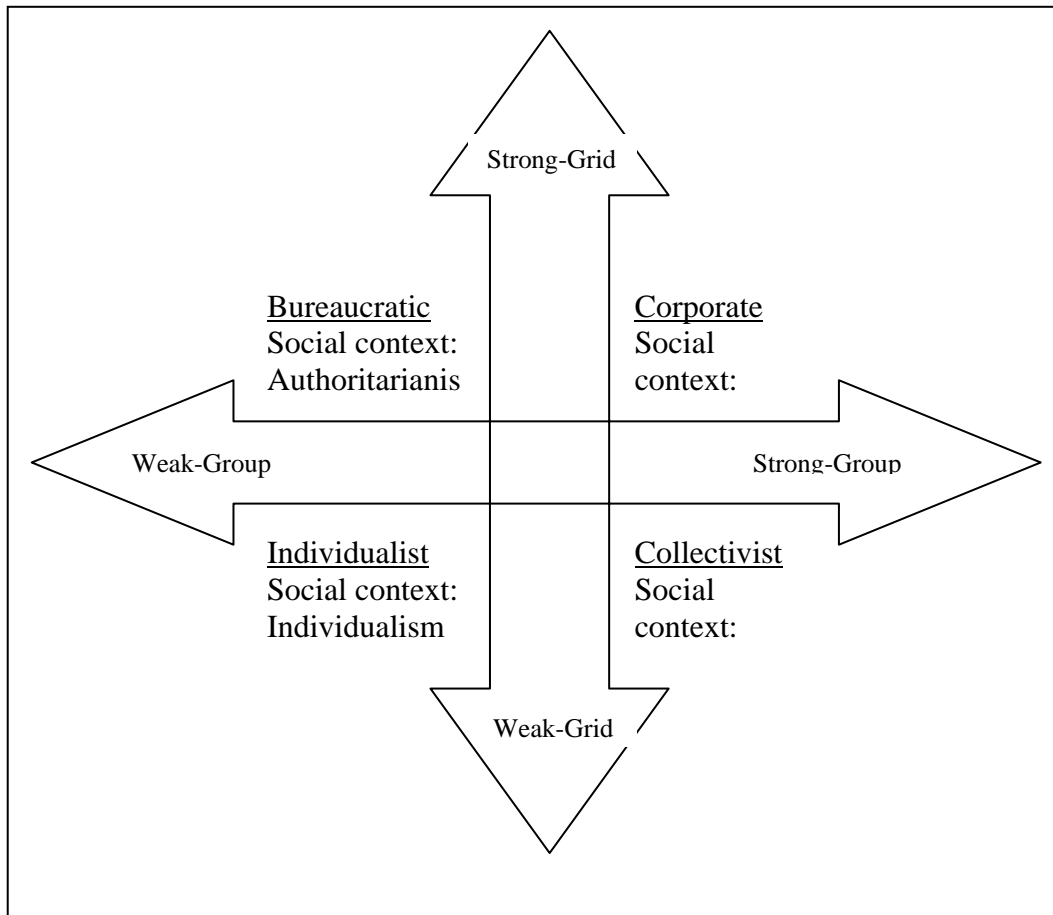 Strong-Grid
Bureaucratic
Social context:
Authoritarianis
Corporate
Social
context:
Weak-Group
Strong-Group
Individualist
Social context:
Individualism
Collectivist
Social
context:
Weak-Grid